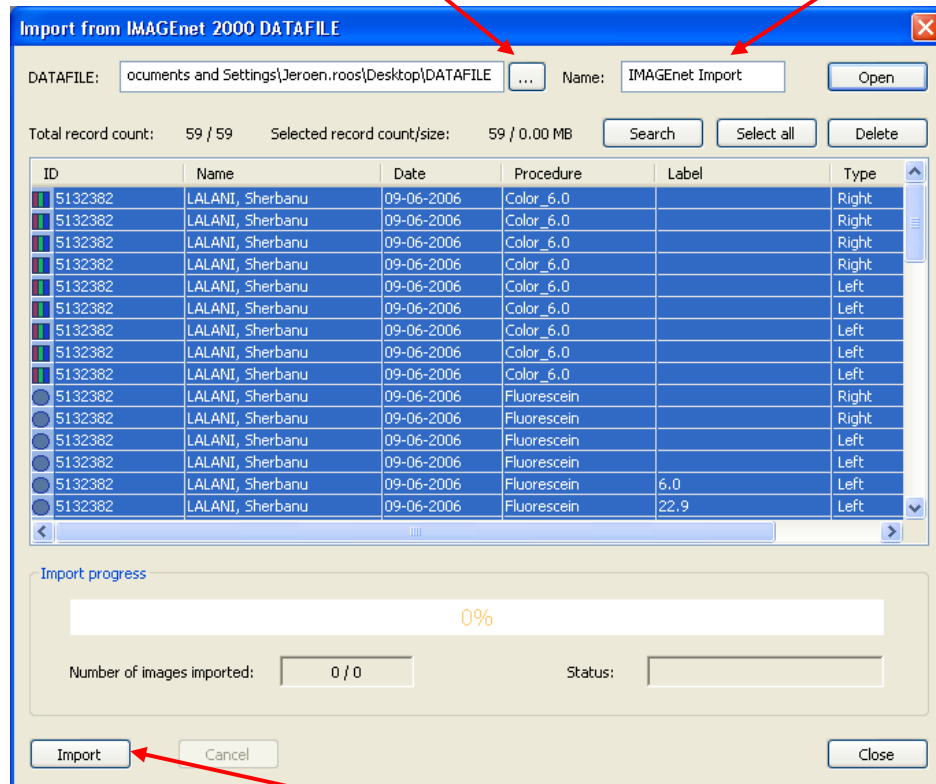 Import from IMAGEnet 2000 DATAFILE
DATAFILE: ocuments and Settings\Jeroen.roos\Desktop\DATAFILE ... Name: IMAGEnet Import Open
Total record count: 59 / 59 Selected record count/size: 59 / 0.00 MB Search Select all Delete
ID Name Date Procedure Label Type
5132382 LALANI, Sherbanu 09-06-2006 Color_6.0 Right
5132382 LALANI, Sherbanu 09-06-2006 Color_6.0 Right
5132382 LALANI, Sherbanu 09-06-2006 Color_6.0 Right
5132382 LALANI, Sherbanu 09-06-2006 Color_6.0 Right
5132382 LALANI, Sherbanu 09-06-2006 Color_6.0 Left
5132382 LALANI, Sherbanu 09-06-2006 Color_6.0 Left
5132382 LALANI, Sherbanu 09-06-2006 Color_6.0 Left
5132382 LALANI, Sherbanu 09-06-2006 Color_6.0 Left
5132382 LALANI, Sherbanu 09-06-2006 Color_6.0 Left
5132382 LALANI, Sherbanu 09-06-2006 Fluorescein Right
5132382 LALANI, Sherbanu 09-06-2006 Fluorescein Right
5132382 LALANI, Sherbanu 09-06-2006 Fluorescein Left
5132382 LALANI, Sherbanu 09-06-2006 Fluorescein Left
5132382 LALANI, Sherbanu 09-06-2006 Fluorescein 6.0 Left
5132382 LALANI, Sherbanu 09-06-2006 Fluorescein 22.9 Left
Import progress
0%
Number of images imported: 0 / 0 Status:
Import Cancel Close